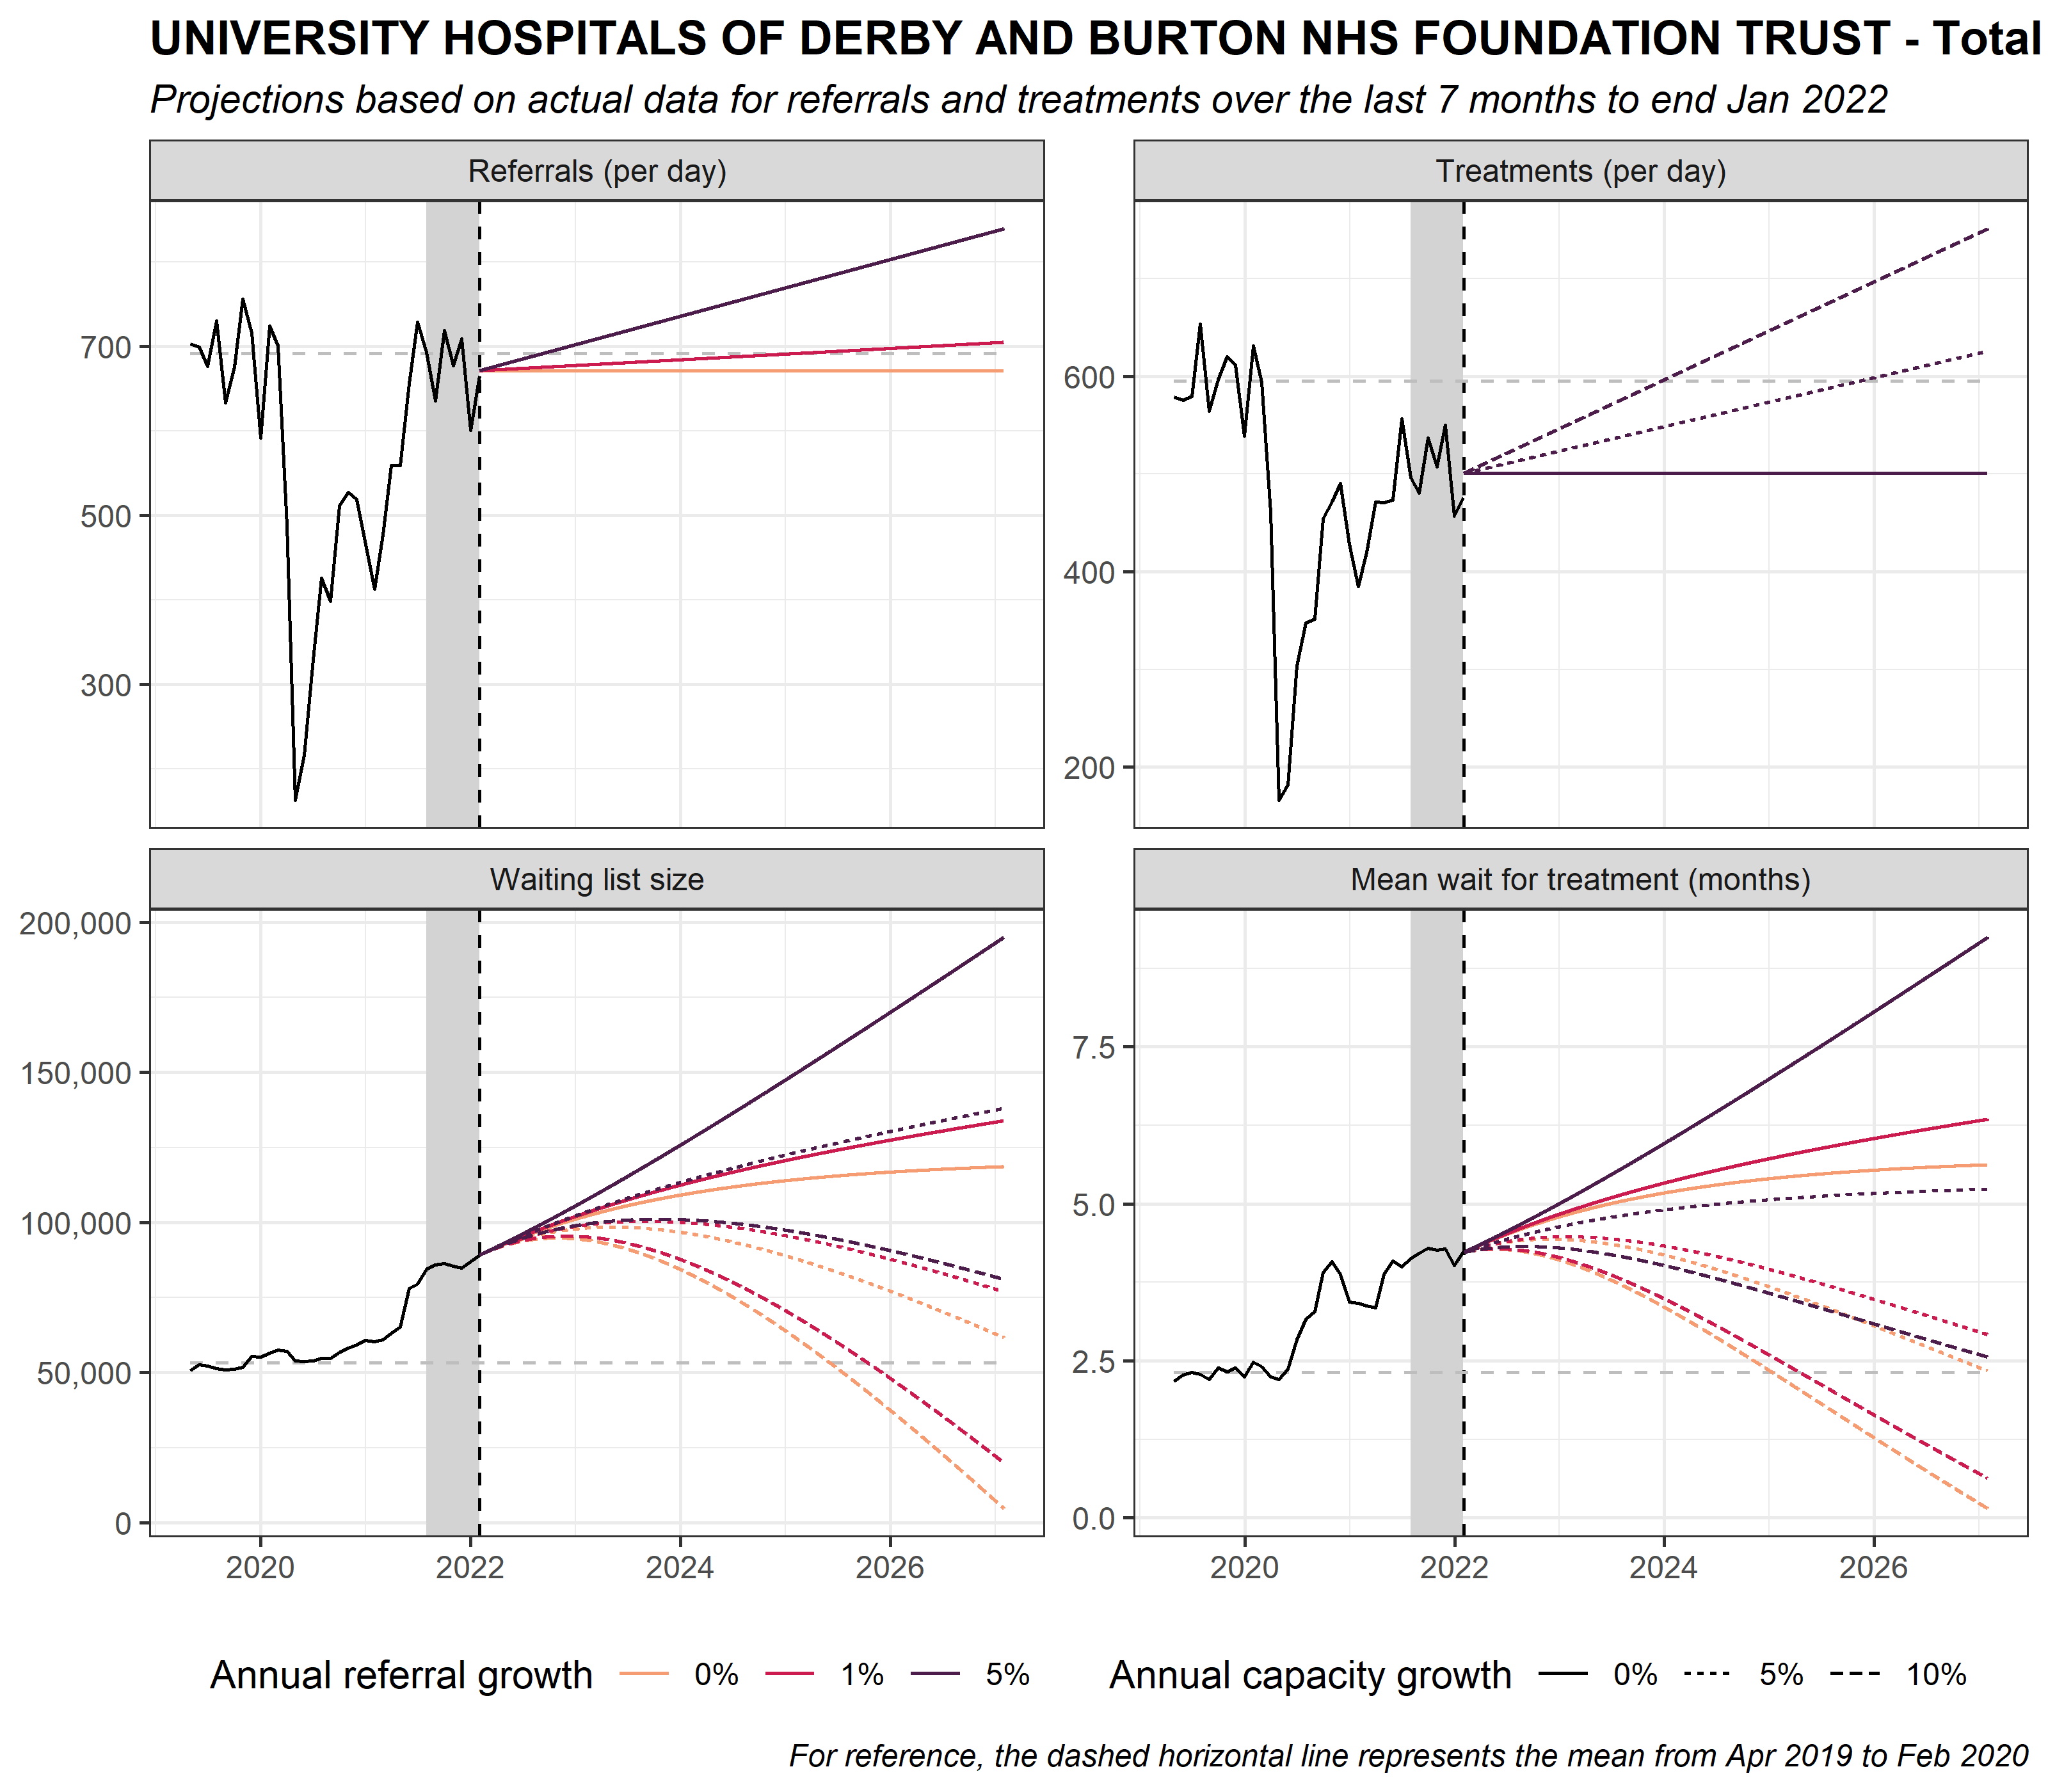 UNIVERSITY HOSPITALS OF DERBY AND BURTON NHS FOUNDATION TRUST - Total
Projections based on actual data for referrals and treatments over the last 7 months to end Jan 2022
Referrals (per day)
700
500
300
Treatments (per day)
600
400
200
Waiting list size
200,000
150,000
100,000
50,000
0
2020 2022 2024 2026
Mean wait for treatment (months)
7.5
5.0
2.5
0.0
2020 2022 2024 2026
Annual referral growth 0% 1% 5%
Annual capacity growth 0% 5% 10%
For reference, the dashed horizontal line represents the mean from Apr 2019 to Feb 2020